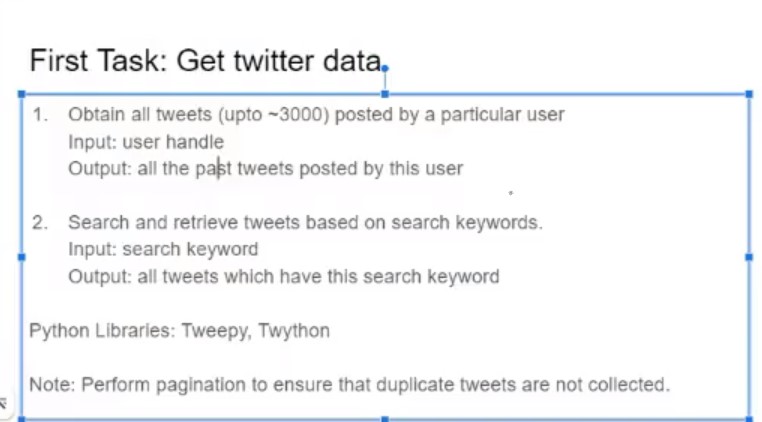 First Task: Get twitter data.
1. Obtain all tweets (upto ~3000) posted by a particular user
Input: user handle
Output: all the past tweets posted by this user
2. Search and retrieve tweets based on search keywords.
Input: search keyword
Output: all tweets which have this search keyword
Python Libraries: Tweepy, Twython
Note: Perform pagination to ensure that duplicate tweets are not collected.